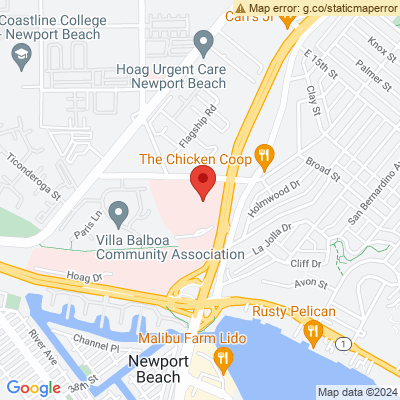 Coastline College
- Newport Beach
Carl's Jr
Map error: g.co/staticmaperror
Hoag Urgent Care
Newport Beach
E 15th St
Knox St
Palmer St
Clay St
Flagship Rd
The Chicken Coop
Broad St
Ticonderoga St
San Bernardino A
Holmwood Dr
Paris Ln
Villa Balboa
Community Association
La Jolla Dr
Cliff Dr
Hoag Dr
Avon St
Rusty Pelican
River Ave
Channel Pl
Malibu Farm Lido
1
Newport
Beach
38th St
Google
Map data ©2024